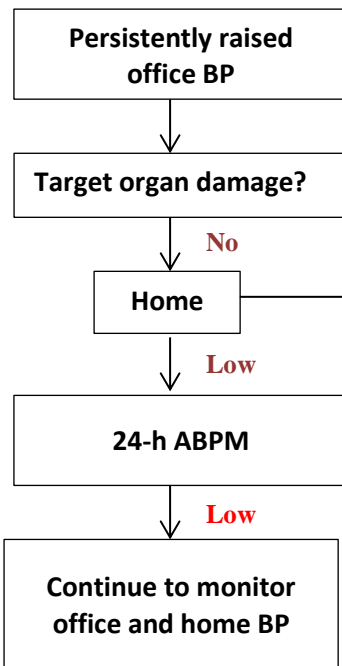 Persistently raised
office BP
Target organ damage?
No
Home
Low
24-h ABPM
Low
Continue to monitor
office and home BP